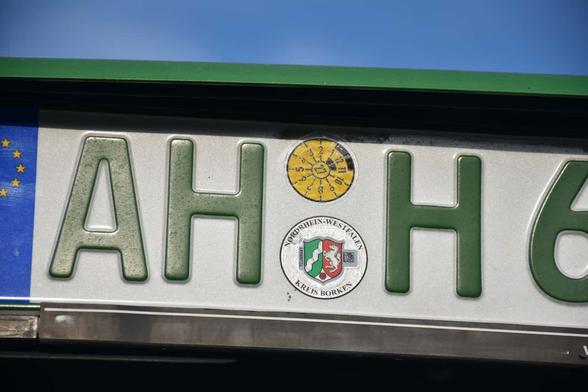 AH H 6
NORDRHEIN-WESTFALEN
KREIS BORKEN